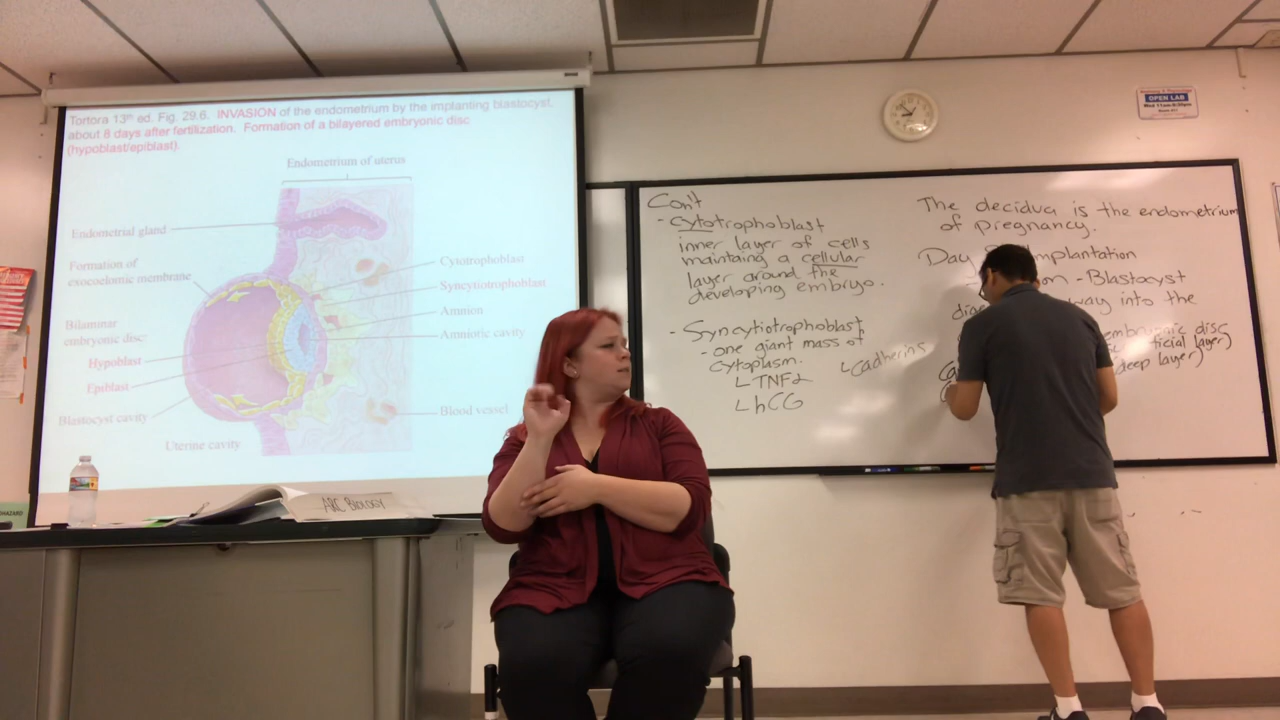 Tortora 13th ed. Fig. 29.6. INVASION of the endometrium by the implanting blastocyst,
about 8 days after fertilization. Formation of a bilayered embryonic disc
(hypoblast/epiblast).
Endometrium of uterus
Endometrial gland
Formation of
exocoelomic membrane
Bilaminar
embryonic disc:
Hypoblast
Epiblast
Blastocyst cavity
Uterine cavity
Cytotrophoblast
Syncytiotrophoblast
Amnion
Amniotic cavity
Blood vessel
ARC BIOLOGY
OPEN LAB
Con't
- cytotrophoblast
inner layer of cells
maintaing a cellular
layer around the
developing embryo.
- Syncytiotrophoblast
- one giant mass of
cytoplasm.
TNFα
hCG
Cadherins
The decidua is the endometrium
of pregnancy.
Day Implantation
- Blastocyst
way into the
embryonic disc
ficial layer)
deep layer)